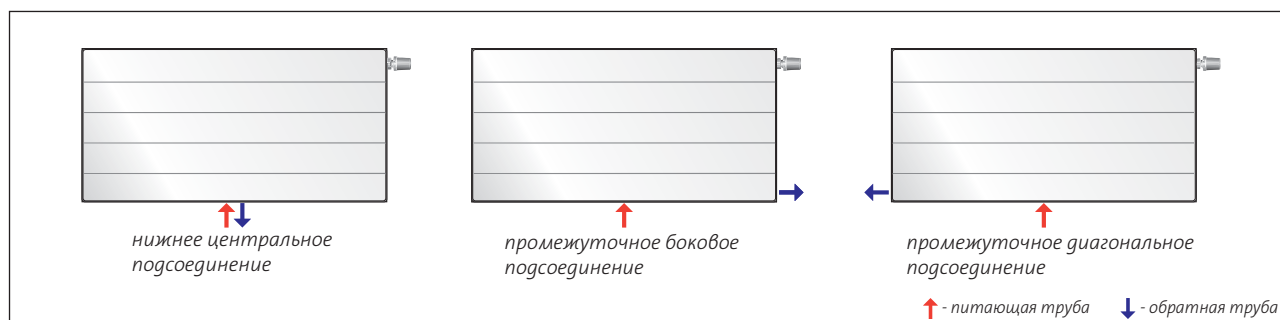 нижнее центральное
подсоединение
промежуточное боковое
подсоединение
промежуточное диагональное
подсоединение
- питающая труба
- обратная труба